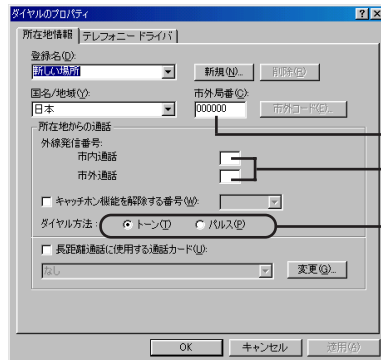 ダイヤルのプロパティ
所在地情報 テレフォニー ドライバ
登録名(D):
新しい場所 新規(N)... 削除(R)
国名/地域(Y): 市外局番(C):
日本 000000 市外コード(E)...
所在地からの通話
外線発信番号:
市内通話
市外通話
キャッチホン機能を解除する番号(W):
ダイヤル方法: トーン(T) パルス(P)
長距離通話に使用する通話カード(U):
なし 変更(G)...
OK キャンセル 適用(A)